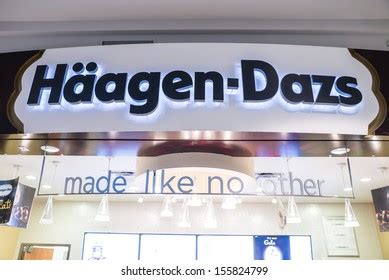 Häagen-Dazs
made like no other
shutterstock.com · 155824799